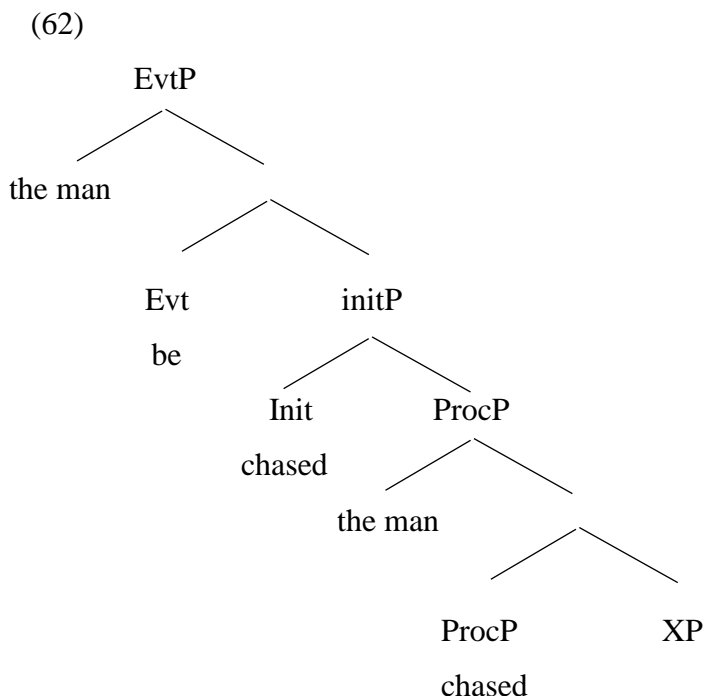 (62)
EvtP
the man
Evt initP
be
Init ProcP
chased
the man
ProcP XP
chased